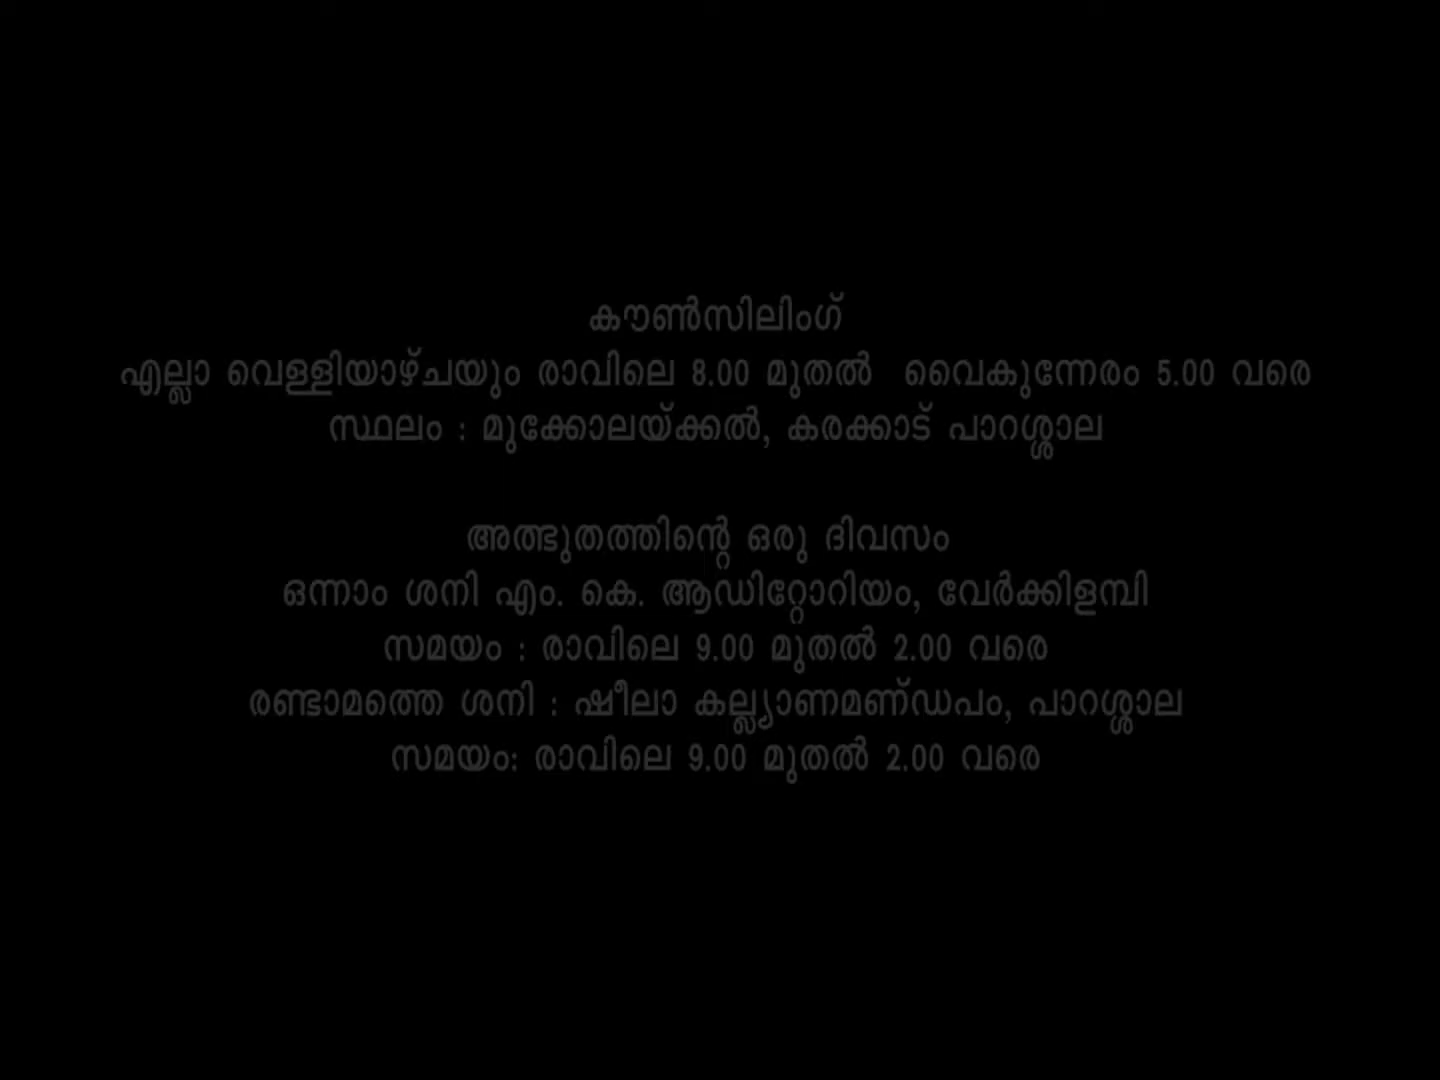 കൗൺസിലിംഗ്
എല്ലാ വെള്ളിയാഴ്ചയും രാവിലെ 8.00 മുതൽ വൈകുന്നേരം 5.00 വരെ
സ്ഥലം : മുക്കോലയ്ക്കൽ, കരക്കാട് പാറശ്ശാല
അത്ഭുതത്തിന്റെ ഒരു ദിവസം
ഒന്നാം ശനി എം. കെ. ആഡിറ്റോറിയം, വേർക്കിളമ്പി
സമയം : രാവിലെ 9.00 മുതൽ 2.00 വരെ
രണ്ടാമത്തെ ശനി : ഷീലാ കല്ല്യാണമണ്ഡപം, പാറശ്ശാല
സമയം: രാവിലെ 9.00 മുതൽ 2.00 വരെ